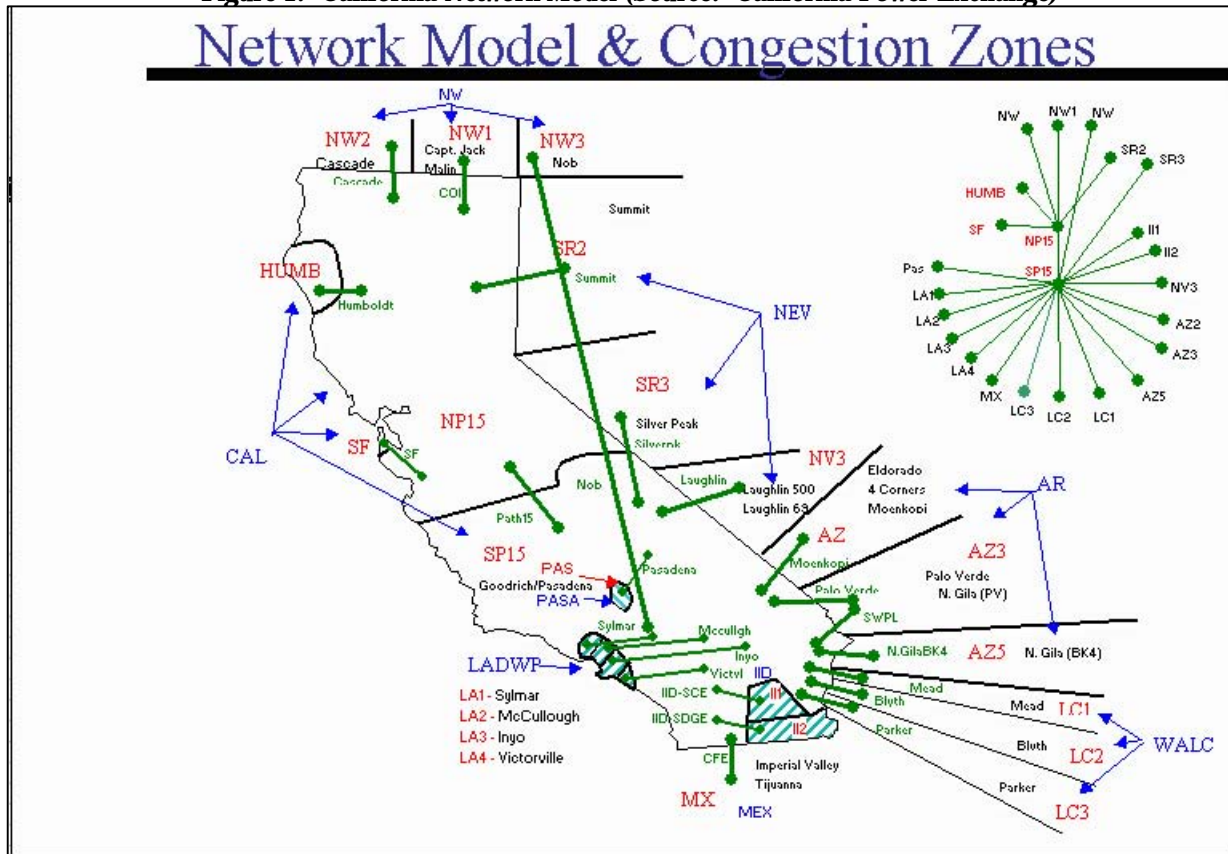 Figure 1: California Network Model (Source: California Power Exchange)
Network Model & Congestion Zones
NW
NW2
NW1
NW3
Cascade
Capt. Jack
Malin
Nob
Cascade
COI
Summit
SR2
Summit
HUMB
Humboldt
NEV
SR3
Silver Peak
Silverpk
NP15
CAL
SF
SF
Nob
Path15
NV3
Laughlin
Laughlin 500
Laughlin 69
Eldorado
4 Corners
Moenkopi
AR
AZ
Moenkopi
AZ3
Palo Verde
N. Gila (PV)
SP15
PAS
Goodrich/Pasadena
PASA
Pasadena
Palo Verde
SWPL
Sylmar
Mccullgh
Inyo
Victvl
LADWP
N.GilaBK4
AZ5
N. Gila (BK4)
IID
IID-SCE
II1
IID-SDGE
II2
Mead
Blyth
Parker
Mead
LC1
Bluth
LC2
WALC
Parker
LC3
LA1 - Sylmar
LA2 - McCullough
LA3 - Inyo
LA4 - Victorville
CFE
Imperial Valley
Tijuanna
MX
MEX
NW
NW1
NW
SR2
SR3
HUMB
SF
NP15
II1
II2
Pas
SP15
NV3
LA1
LA2
AZ2
LA3
AZ3
LA4
MX
LC3
LC2
LC1
AZ5